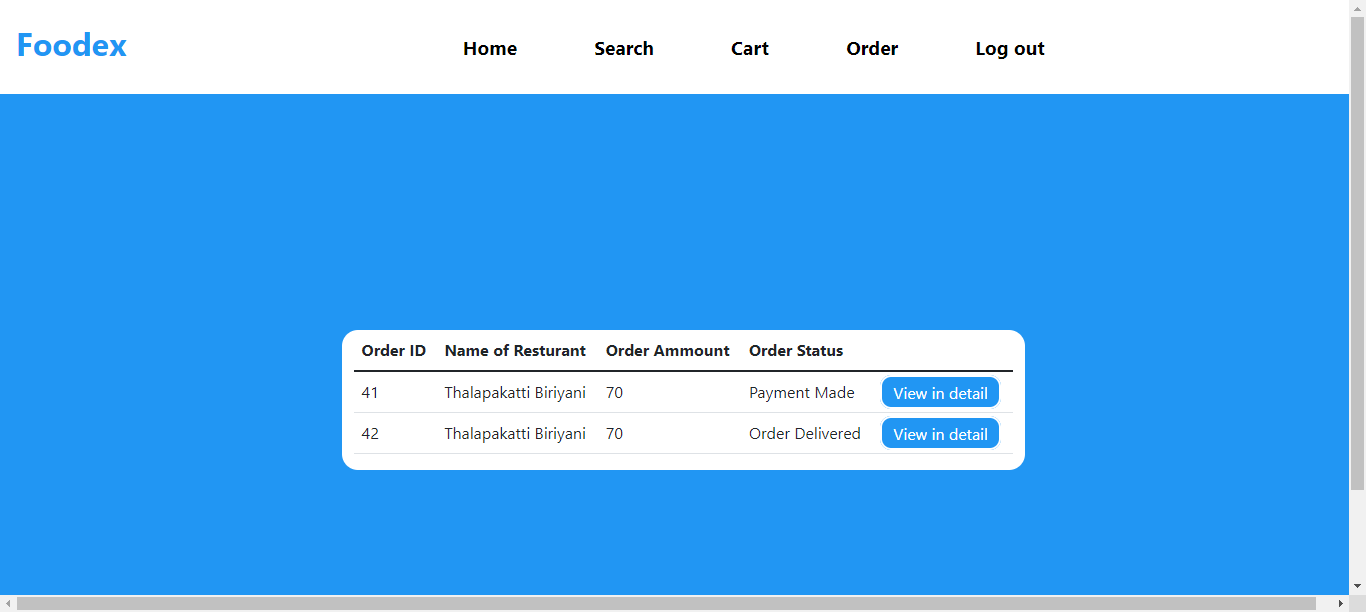 Foodex Home Search Cart Order Log out
Order ID Name of Resturant Order Ammount Order Status
41 Thalapakatti Biriyani 70 Payment Made View in detail
42 Thalapakatti Biriyani 70 Order Delivered View in detail